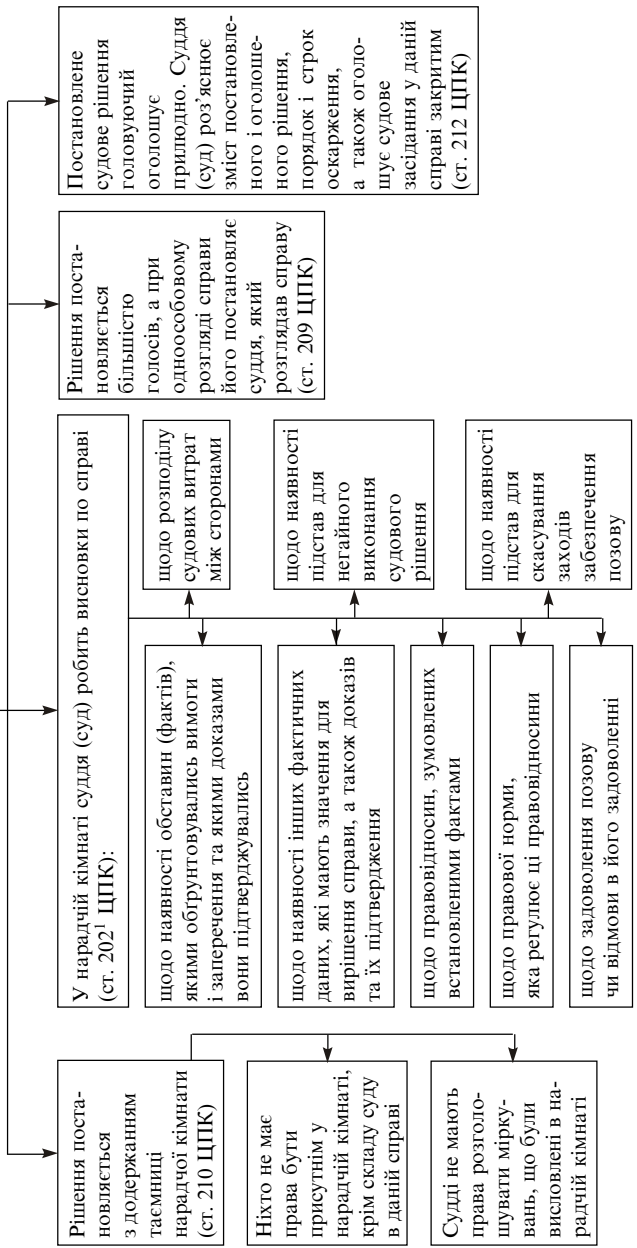 Рішення поста-
новляється
з додержанням
таємниці
нарадчої кімнати
(ст. 210 ЦПК)
Ніхто не має
права бути
присутнім у
нарадчій кімнаті,
крім складу суду
в даній справі
Судді не мають
права розголо-
шувати мірку-
вань, що були
висловлені в на-
радчій кімнаті
У нарадчій кімнаті суддя (суд) робить висновки по справі
(ст. 202¹ ЦПК):
щодо наявності обставин (фактів),
якими обґрунтовувались вимоги
і заперечення та якими доказами
вони підтверджувались
щодо наявності інших фактичних
даних, які мають значення для
вирішення справи, а також доказів
та їх підтвердження
щодо правовідносин, зумовлених
встановленими фактами
щодо правової норми,
яка регулює ці правовідносини
щодо задоволення позову
чи відмови в його задоволенні
щодо розподілу
судових витрат
між сторонами
щодо наявності
підстав для
негайного
виконання
судового
рішення
щодо наявності
підстав для
скасування
заходів
забезпечення
позову
Рішення поста-
новляється
більшістю
голосів, а при
одноособовому
розгляді справи
його постановляє
суддя, який
розглядав справу
(ст. 209 ЦПК)
Постановлене
судове рішення
головуючий
оголошує
прилюдно. Суддя
(суд) роз’яснює
зміст постановле-
ного і оголоше-
ного рішення,
порядок і строк
оскарження,
а також оголо-
шує судове
засідання у даній
справі закритим
(ст. 212 ЦПК)